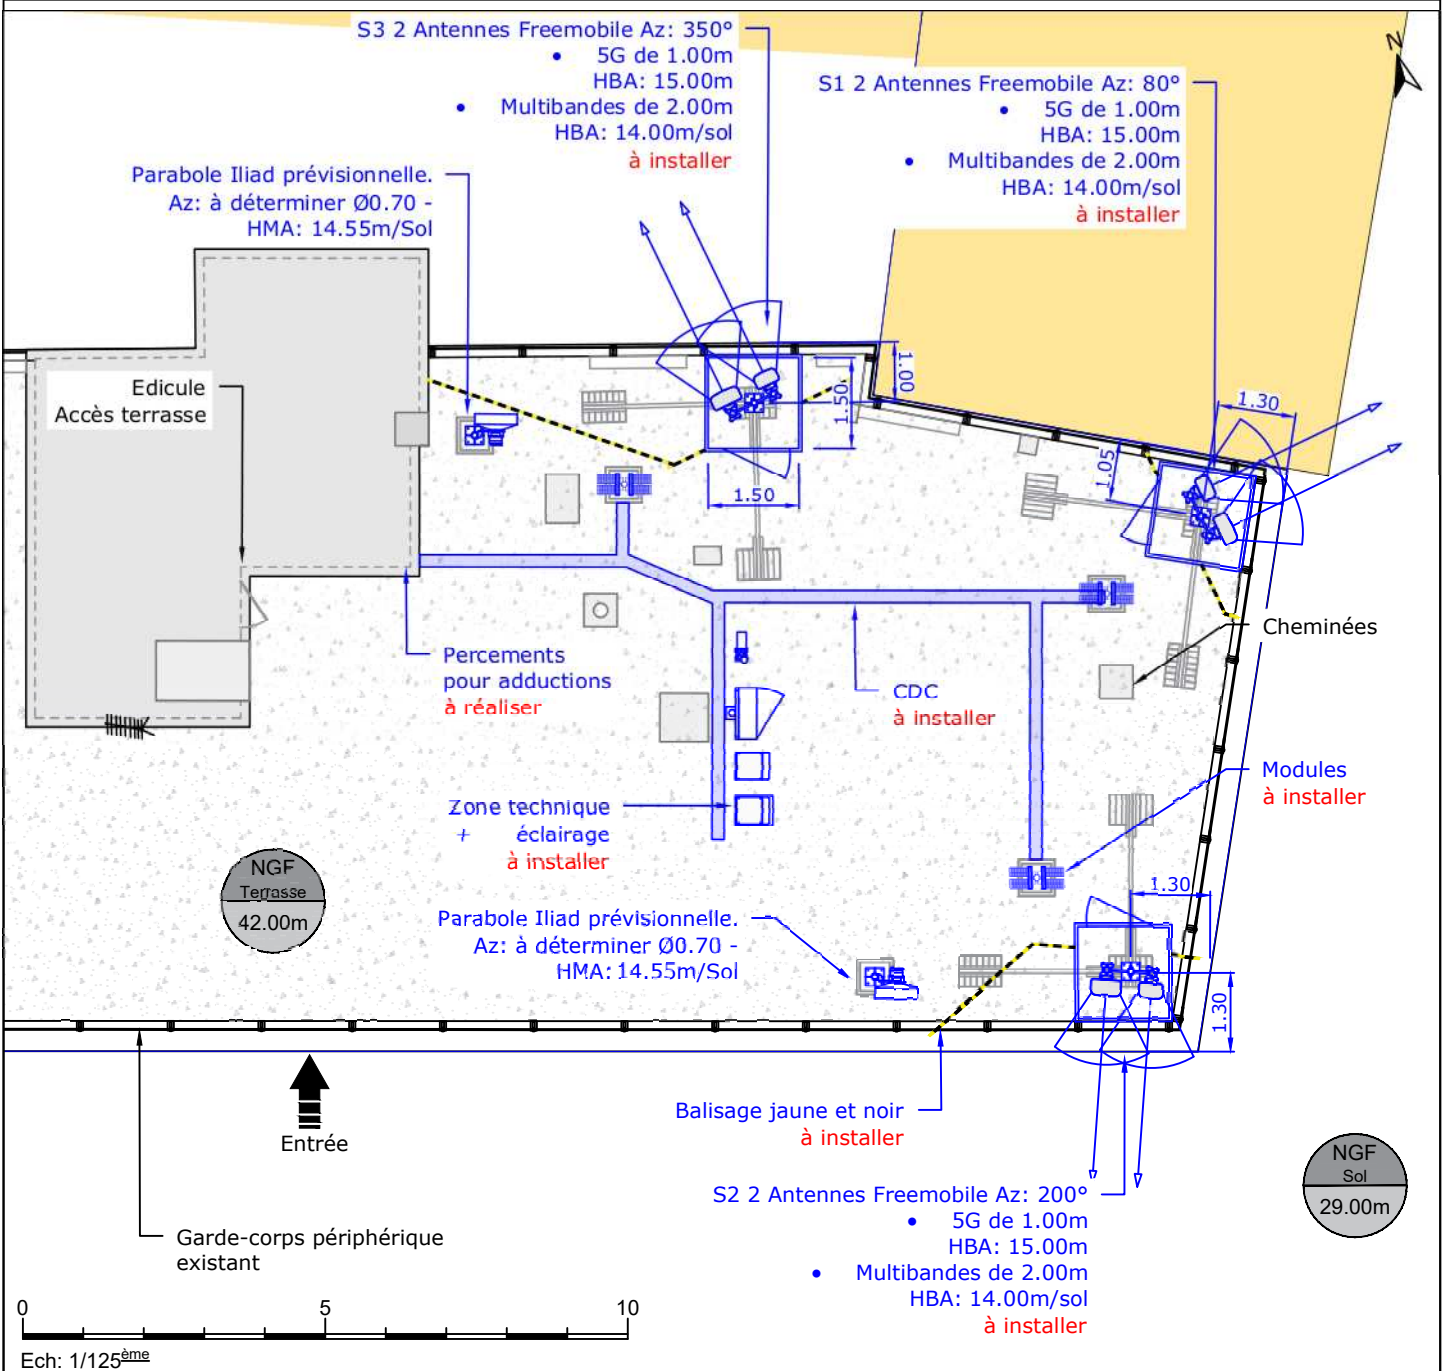 S3 2 Antennes Freemobile Az: 350°
• 5G de 1.00m
HBA: 15.00m
• Multibandes de 2.00m
HBA: 14.00m/sol
à installer
N
S1 2 Antennes Freemobile Az: 80°
• 5G de 1.00m
HBA: 15.00m
• Multibandes de 2.00m
HBA: 14.00m/sol
à installer
Parabole Iliad prévisionnelle.
Az: à déterminer Ø0.70 -
HMA: 14.55m/Sol
Edicule
Accès terrasse
1.00
1.50
1.50
1.30
1.05
Cheminées
Percements
pour adductions
à réaliser
CDC
à installer
Modules
à installer
Zone technique
+ éclairage
à installer
NGF
Terrasse
42.00m
1.30
Parabole Iliad prévisionnelle.
Az: à déterminer Ø0.70 -
HMA: 14.55m/Sol
1.30
Entrée
Balisage jaune et noir
à installer
NGF
Sol
29.00m
S2 2 Antennes Freemobile Az: 200°
• 5G de 1.00m
HBA: 15.00m
• Multibandes de 2.00m
HBA: 14.00m/sol
à installer
Garde-corps périphérique
existant
0 5 10
Ech: 1/125ème